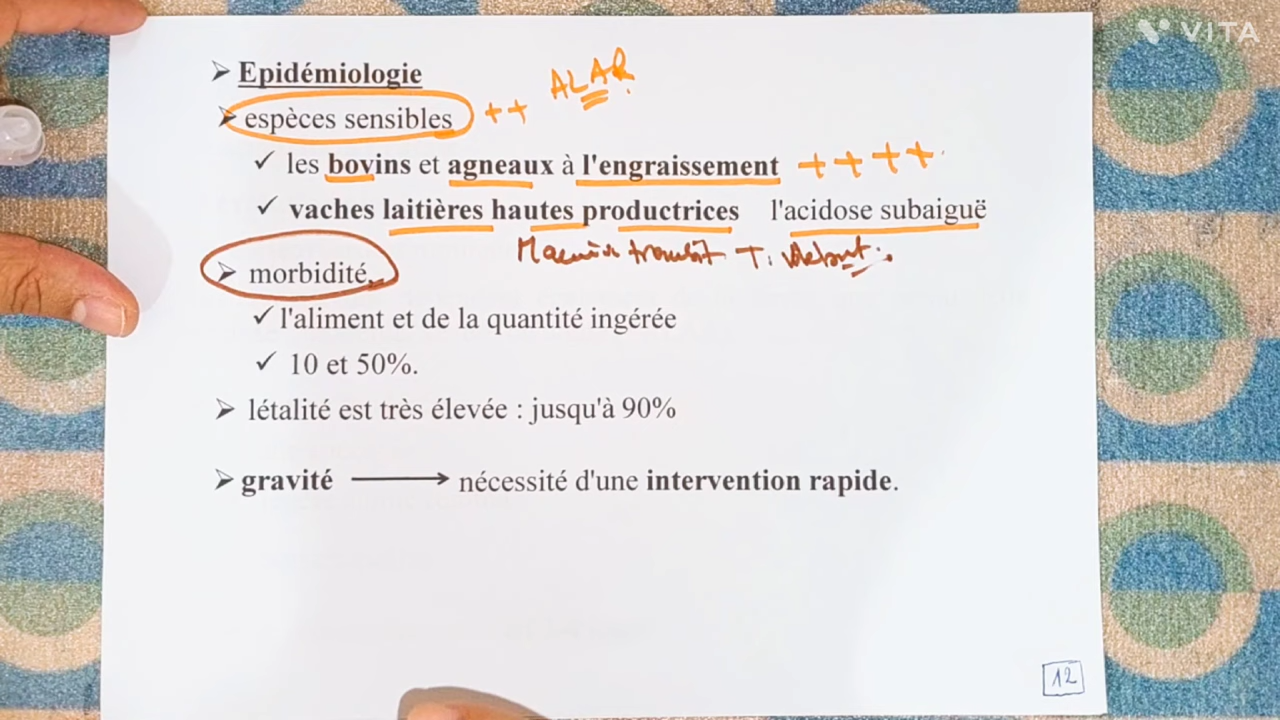 VITA
➢ Epidémiologie
ALAR
➢ espèces sensibles ++
✓ les bovins et agneaux à l'engraissement ++++
✓ vaches laitières hautes productrices l'acidose subaiguë
➢ morbidité
✓ l'aliment et de la quantité ingérée
✓ 10 et 50%.
➢ létalité est très élevée : jusqu'à 90%
➢ gravité ⟶ nécessité d'une intervention rapide.
12